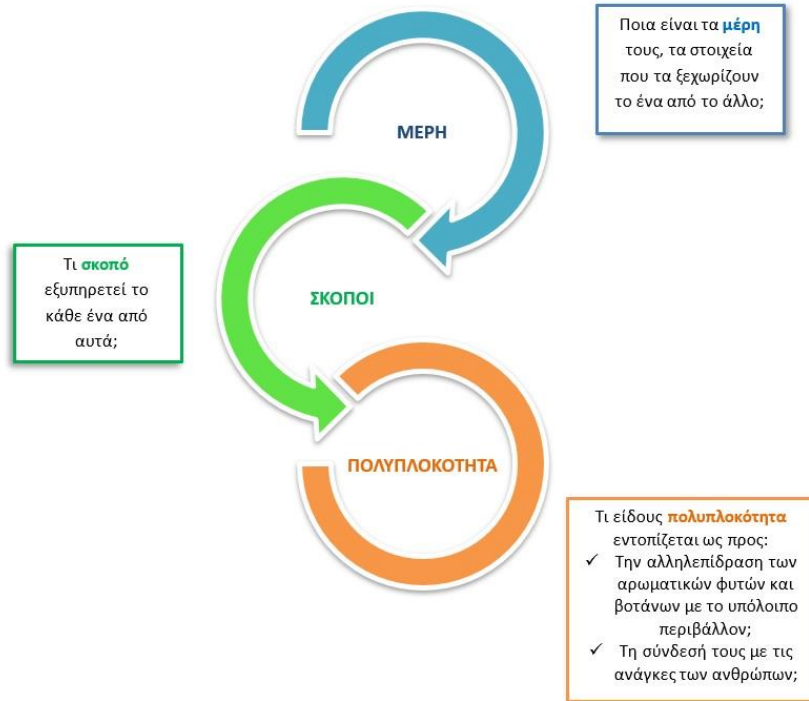 Ποια είναι τα μέρη
τους, τα στοιχεία
που τα ξεχωρίζουν
το ένα από το άλλο;
ΜΕΡΗ
Τι σκοπό
εξυπηρετεί το
κάθε ένα από
αυτά;
ΣΚΟΠΟΙ
ΠΟΛΥΠΛΟΚΟΤΗΤΑ
Τι είδους πολυπλοκότητα
εντοπίζεται ως προς:
✓ Την αλληλεπίδραση των
αρωματικών φυτών και
βοτάνων με το υπόλοιπο
περιβάλλον;
✓ Τη σύνδεσή τους με τις
ανάγκες των ανθρώπων;